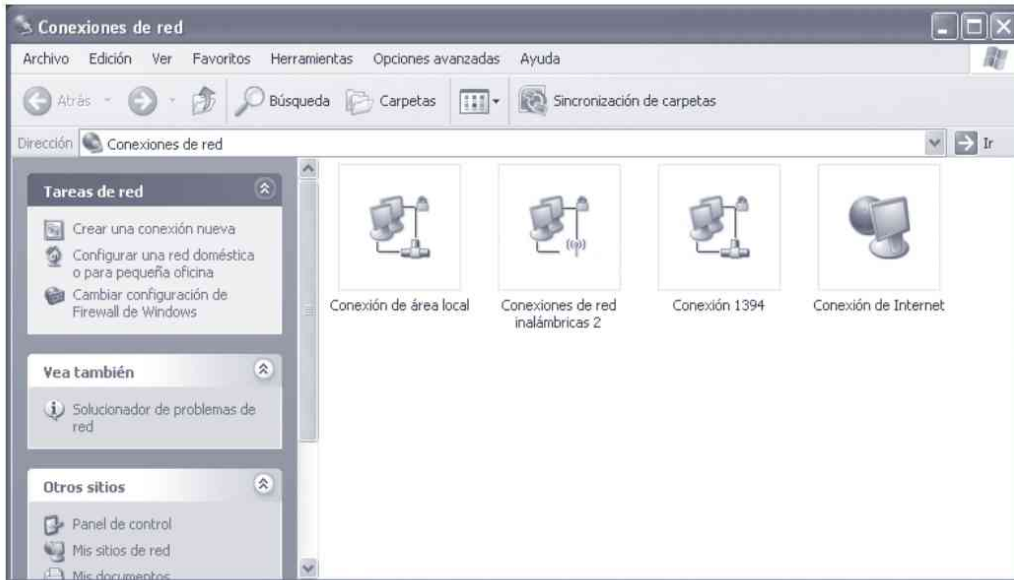 Conexiones de red
Archivo Edición Ver Favoritos Herramientas Opciones avanzadas Ayuda
Atrás Búsqueda Carpetas Sincronización de carpetas
Dirección Conexiones de red Ir
Tareas de red
Crear una conexión nueva
Configurar una red doméstica
o para pequeña oficina
Cambiar configuración de
Firewall de Windows
Vea también
Solucionador de problemas de
red
Otros sitios
Panel de control
Mis sitios de red
Mis documentos
Conexión de área local
Conexiones de red
inalámbricas 2
Conexión 1394
Conexión de Internet